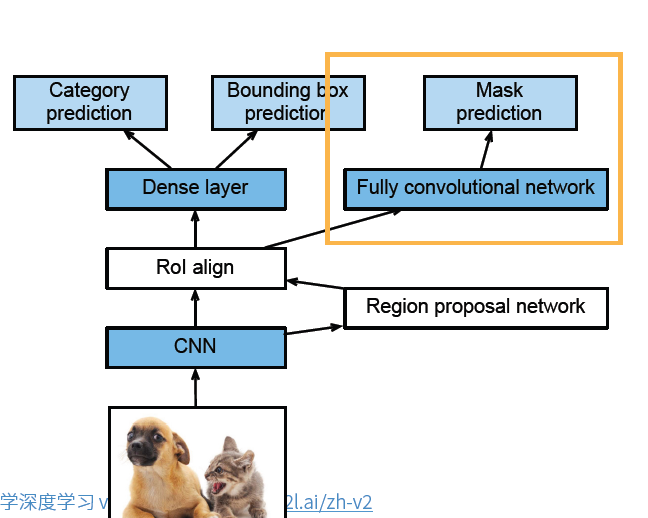 Category
prediction
Bounding box
prediction
Mask
prediction
Dense layer
Fully convolutional network
RoI align
Region proposal network
CNN
学深度学习 v
2l.ai/zh-v2